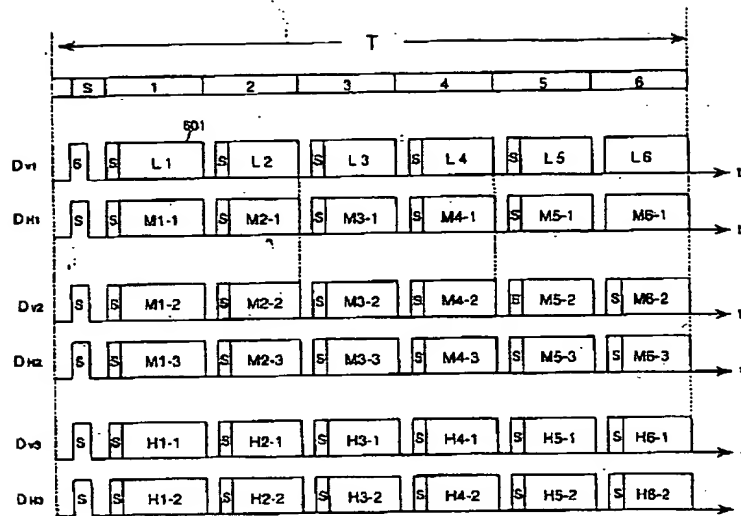 T
S 1 2 3 4 5 6
601
Dv1 S S L1 S L2 S L3 S L4 S L5 L6 t
DH1 S S M1-1 S M2-1 S M3-1 S M4-1 S M5-1 M6-1 t
Dv2 S S M1-2 S M2-2 S M3-2 S M4-2 S M5-2 S M6-2 t
DH2 S S M1-3 S M2-3 S M3-3 S M4-3 S M5-3 S M6-3
Dv3 S S H1-1 S H2-1 S H3-1 S H4-1 S H5-1 S H6-1
DH3 S S H1-2 S H2-2 S H3-2 S H4-2 S H5-2 S H6-2